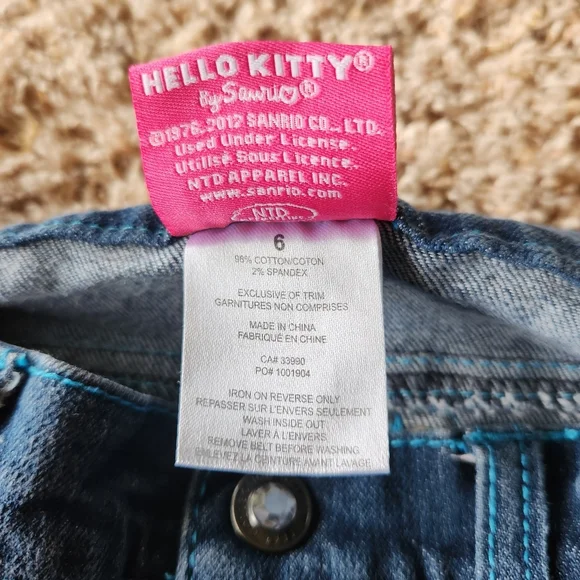 HELLO KITTY®
By Sanrio®
©1976, 2012 SANRIO CO., LTD.
Used Under License.
Utilisé Sous Licence.
NTD APPAREL INC.
www.sanrio.com
NTD
6
98% COTTON/COTON
2% SPANDEX
EXCLUSIVE OF TRIM
GARNITURES NON COMPRISES
MADE IN CHINA
FABRIQUÉ EN CHINE
CA# 33990
PO# 1001904
IRON ON REVERSE ONLY
REPASSER SUR L'ENVERS SEULEMENT
WASH INSIDE OUT
LAVER À L'ENVERS
REMOVE BELT BEFORE WASHING
ENLEVEZ LA CEINTURE AVANT LAVAGE